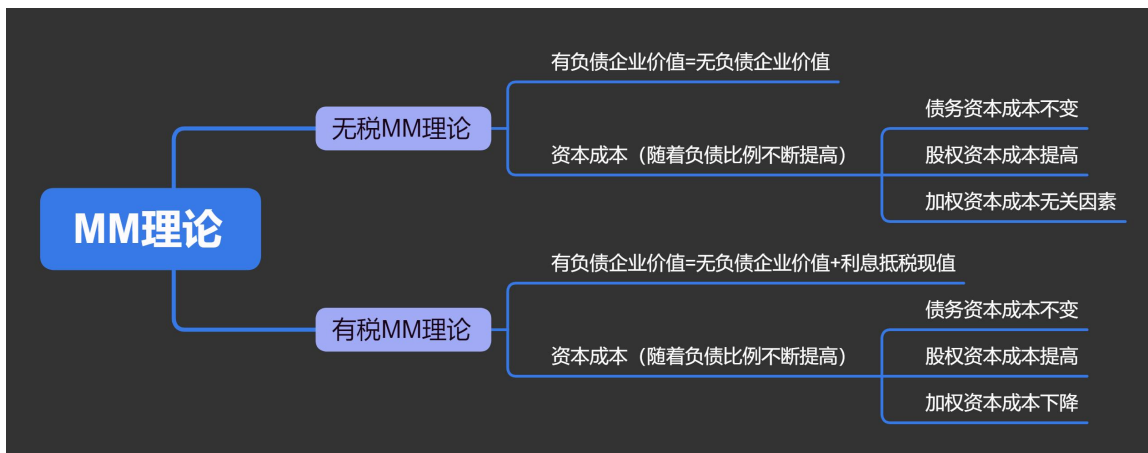 MM理论
无税MM理论
有负债企业价值=无负债企业价值
资本成本（随着负债比例不断提高）
债务资本成本不变
股权资本成本提高
加权资本成本无关因素
有税MM理论
有负债企业价值=无负债企业价值+利息抵税现值
资本成本（随着负债比例不断提高）
债务资本成本不变
股权资本成本提高
加权资本成本下降